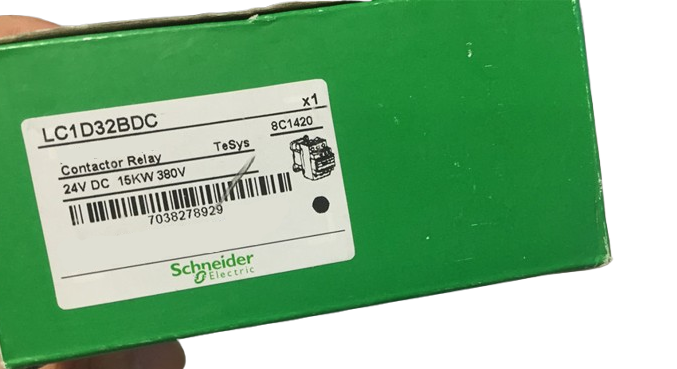 LC1D32BDC x1
8C1420
Contactor Relay TeSys
24V DC 15KW 380V
7038278929
Schneider
Electric